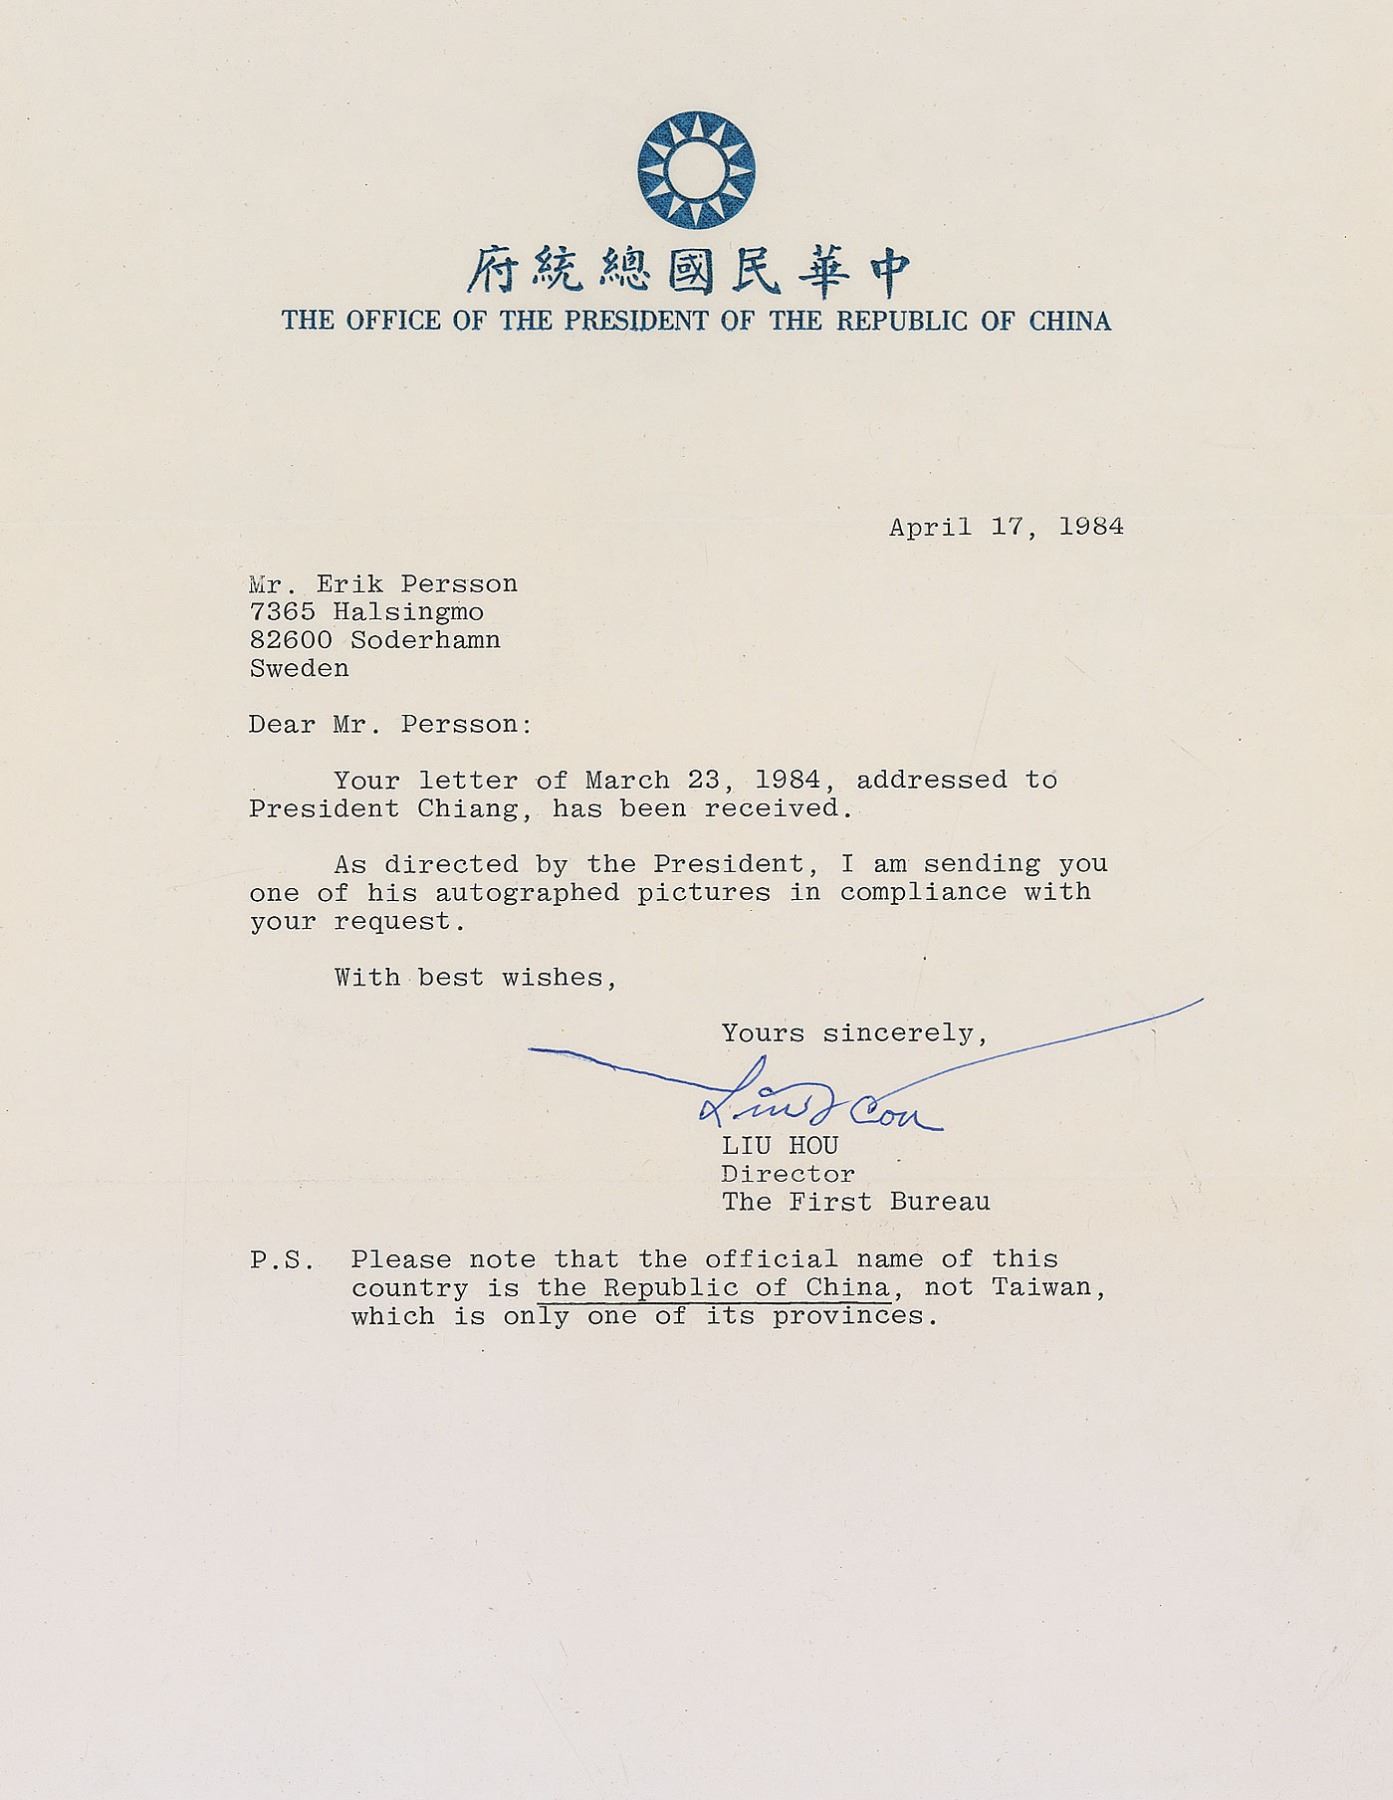 中華民國總統府
THE OFFICE OF THE PRESIDENT OF THE REPUBLIC OF CHINA
April 17, 1984
Mr. Erik Persson
7365 Halsingmo
82600 Soderhamn
Sweden
Dear Mr. Persson:
Your letter of March 23, 1984, addressed to
President Chiang, has been received.
As directed by the President, I am sending you
one of his autographed pictures in compliance with
your request.
With best wishes,
Yours sincerely,
LIU HOU
Director
The First Bureau
P.S. Please note that the official name of this
country is the Republic of China, not Taiwan,
which is only one of its provinces.